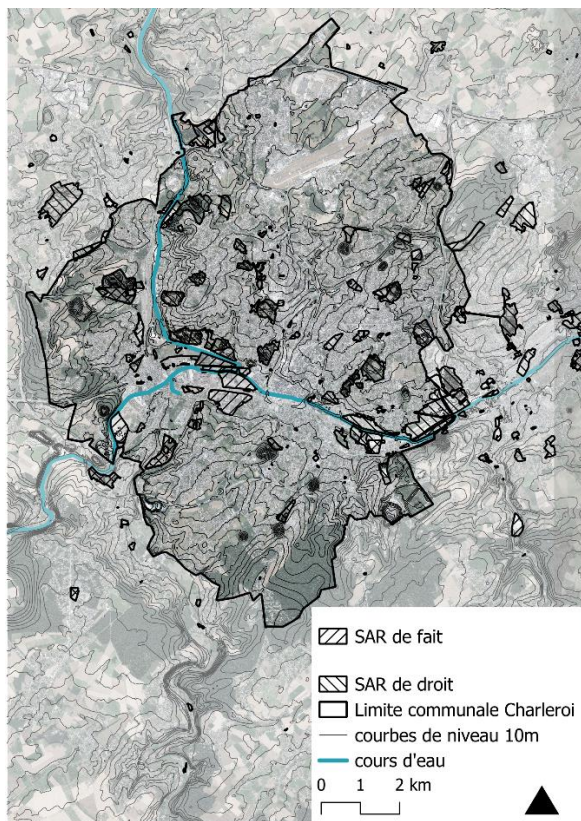 SAR de fait
SAR de droit
Limite communale Charleroi
courbes de niveau 10m
cours d'eau
0 1 2 km